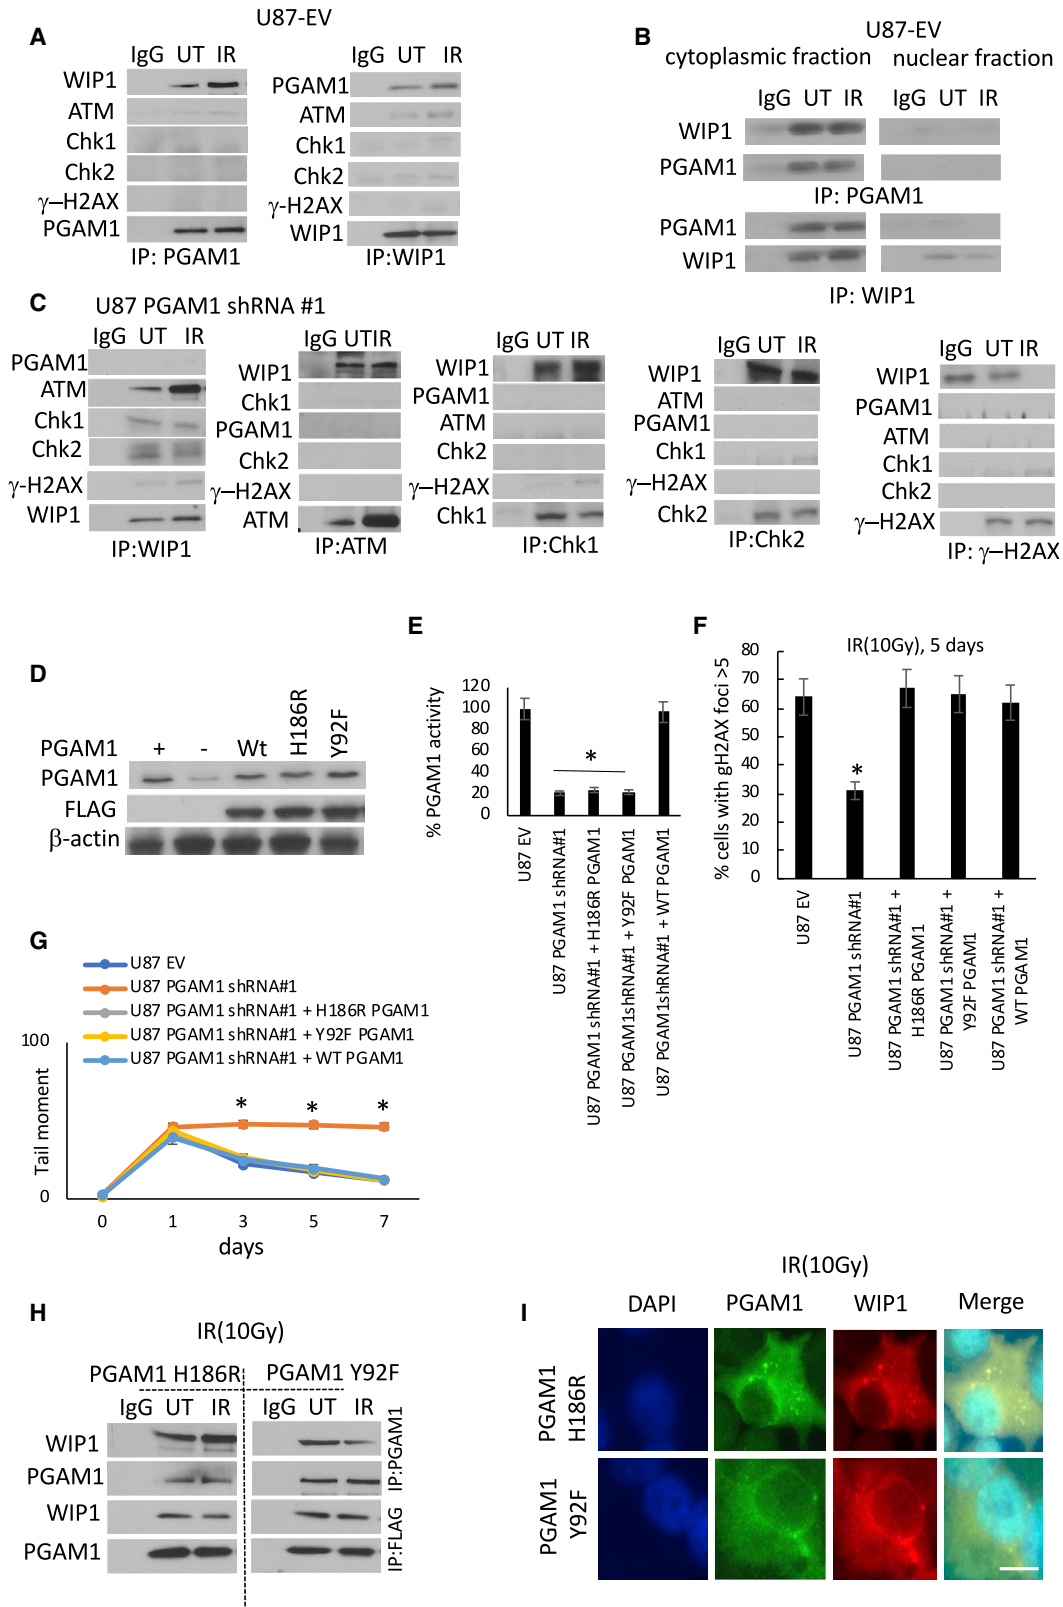 A
U87-EV
IgG UT IR
WIP1
ATM
Chk1
Chk2
γ–H2AX
PGAM1
IP: PGAM1
IgG UT IR
PGAM1
ATM
Chk1
Chk2
γ-H2AX
WIP1
IP:WIP1
B
U87-EV
cytoplasmic fraction
nuclear fraction
IgG UT IR
IgG UT IR
WIP1
PGAM1
IP: PGAM1
PGAM1
WIP1
IP: WIP1
C
U87 PGAM1 shRNA #1
IgG UT IR
PGAM1
ATM
Chk1
Chk2
γ-H2AX
WIP1
IP:WIP1
IgG UT IR
WIP1
Chk1
PGAM1
Chk2
γ–H2AX
ATM
IP:ATM
IgG UT IR
WIP1
PGAM1
ATM
Chk2
γ–H2AX
Chk1
IP:Chk1
IgG UT IR
WIP1
ATM
PGAM1
Chk1
γ–H2AX
Chk2
IP:Chk2
IgG UT IR
WIP1
PGAM1
ATM
Chk1
Chk2
γ–H2AX
IP: γ–H2AX
D
PGAM1 + - Wt H186R Y92F
PGAM1
FLAG
β-actin
E
% PGAM1 activity
120
100
80
60
40
20
0
*
U87 EV
U87 PGAM1 shRNA#1
U87 PGAM1 shRNA#1 + H186R PGAM1
U87 PGAM1shRNA#1 + Y92F PGAM1
U87 PGAM1shRNA#1 + WT PGAM1
F
IR(10Gy), 5 days
% cells with gH2AX foci >5
80
70
60
50
40
30
20
10
0
*
U87 EV
U87 PGAM1 shRNA#1
U87 PGAM1 shRNA#1 +
H186R PGAM1
U87 PGAM1 shRNA#1 +
Y92F PGAM1
U87 PGAM1 shRNA#1 +
WT PGAM1
G
U87 EV
U87 PGAM1 shRNA#1
U87 PGAM1 shRNA#1 + H186R PGAM1
U87 PGAM1 shRNA#1 + Y92F PGAM1
U87 PGAM1 shRNA#1 + WT PGAM1
Tail moment
100
0
* * *
0 1 3 5 7
days
H
IR(10Gy)
PGAM1 H186R
PGAM1 Y92F
IgG UT IR
IgG UT IR
WIP1
PGAM1
IP:PGAM1
WIP1
PGAM1
IP:FLAG
I
IR(10Gy)
DAPI PGAM1 WIP1 Merge
PGAM1
H186R
PGAM1
Y92F